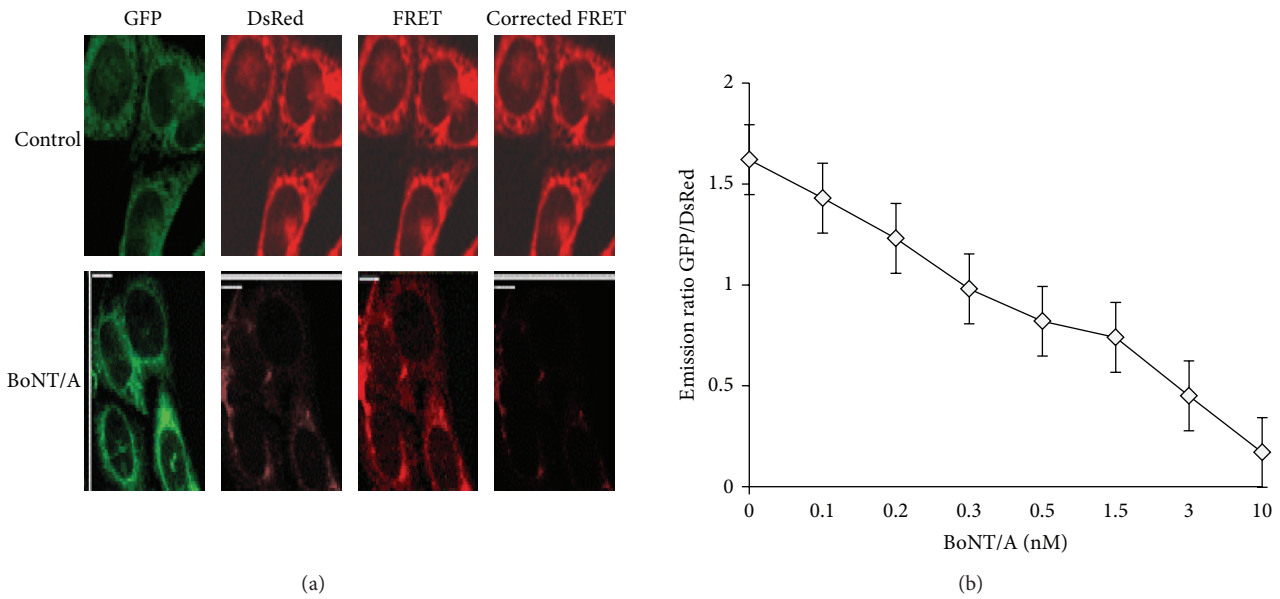 GFP DsRed FRET Corrected FRET
Control
BoNT/A
(a)
Emission ratio GFP/DsRed
2
1.5
1
0.5
0
0 0.1 0.2 0.3 0.5 1.5 3 10
BoNT/A (nM)
(b)